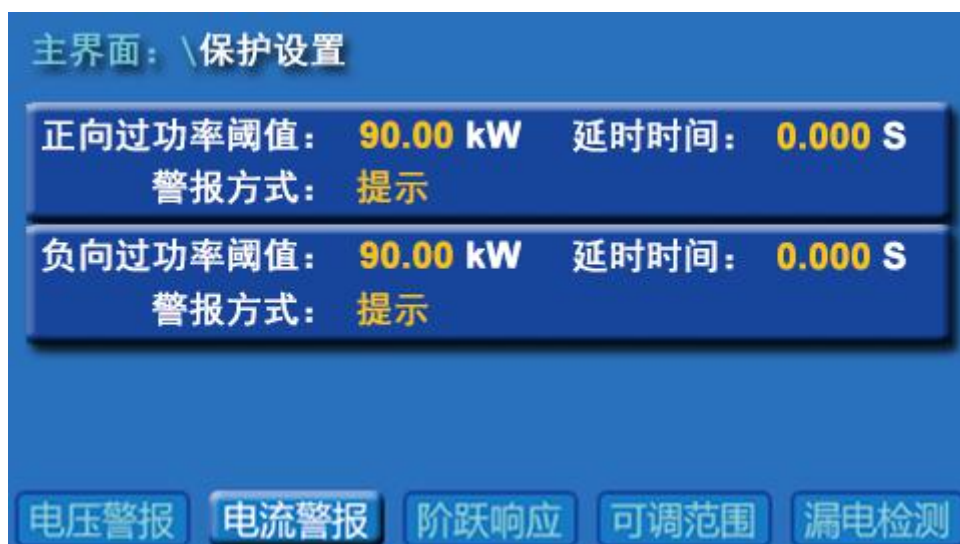 主界面：\保护设置
正向过功率阈值： 90.00 kW 延时时间： 0.000 S
警报方式： 提示
负向过功率阈值： 90.00 kW 延时时间： 0.000 S
警报方式： 提示
电压警报 电流警报 阶跃响应 可调范围 漏电检测